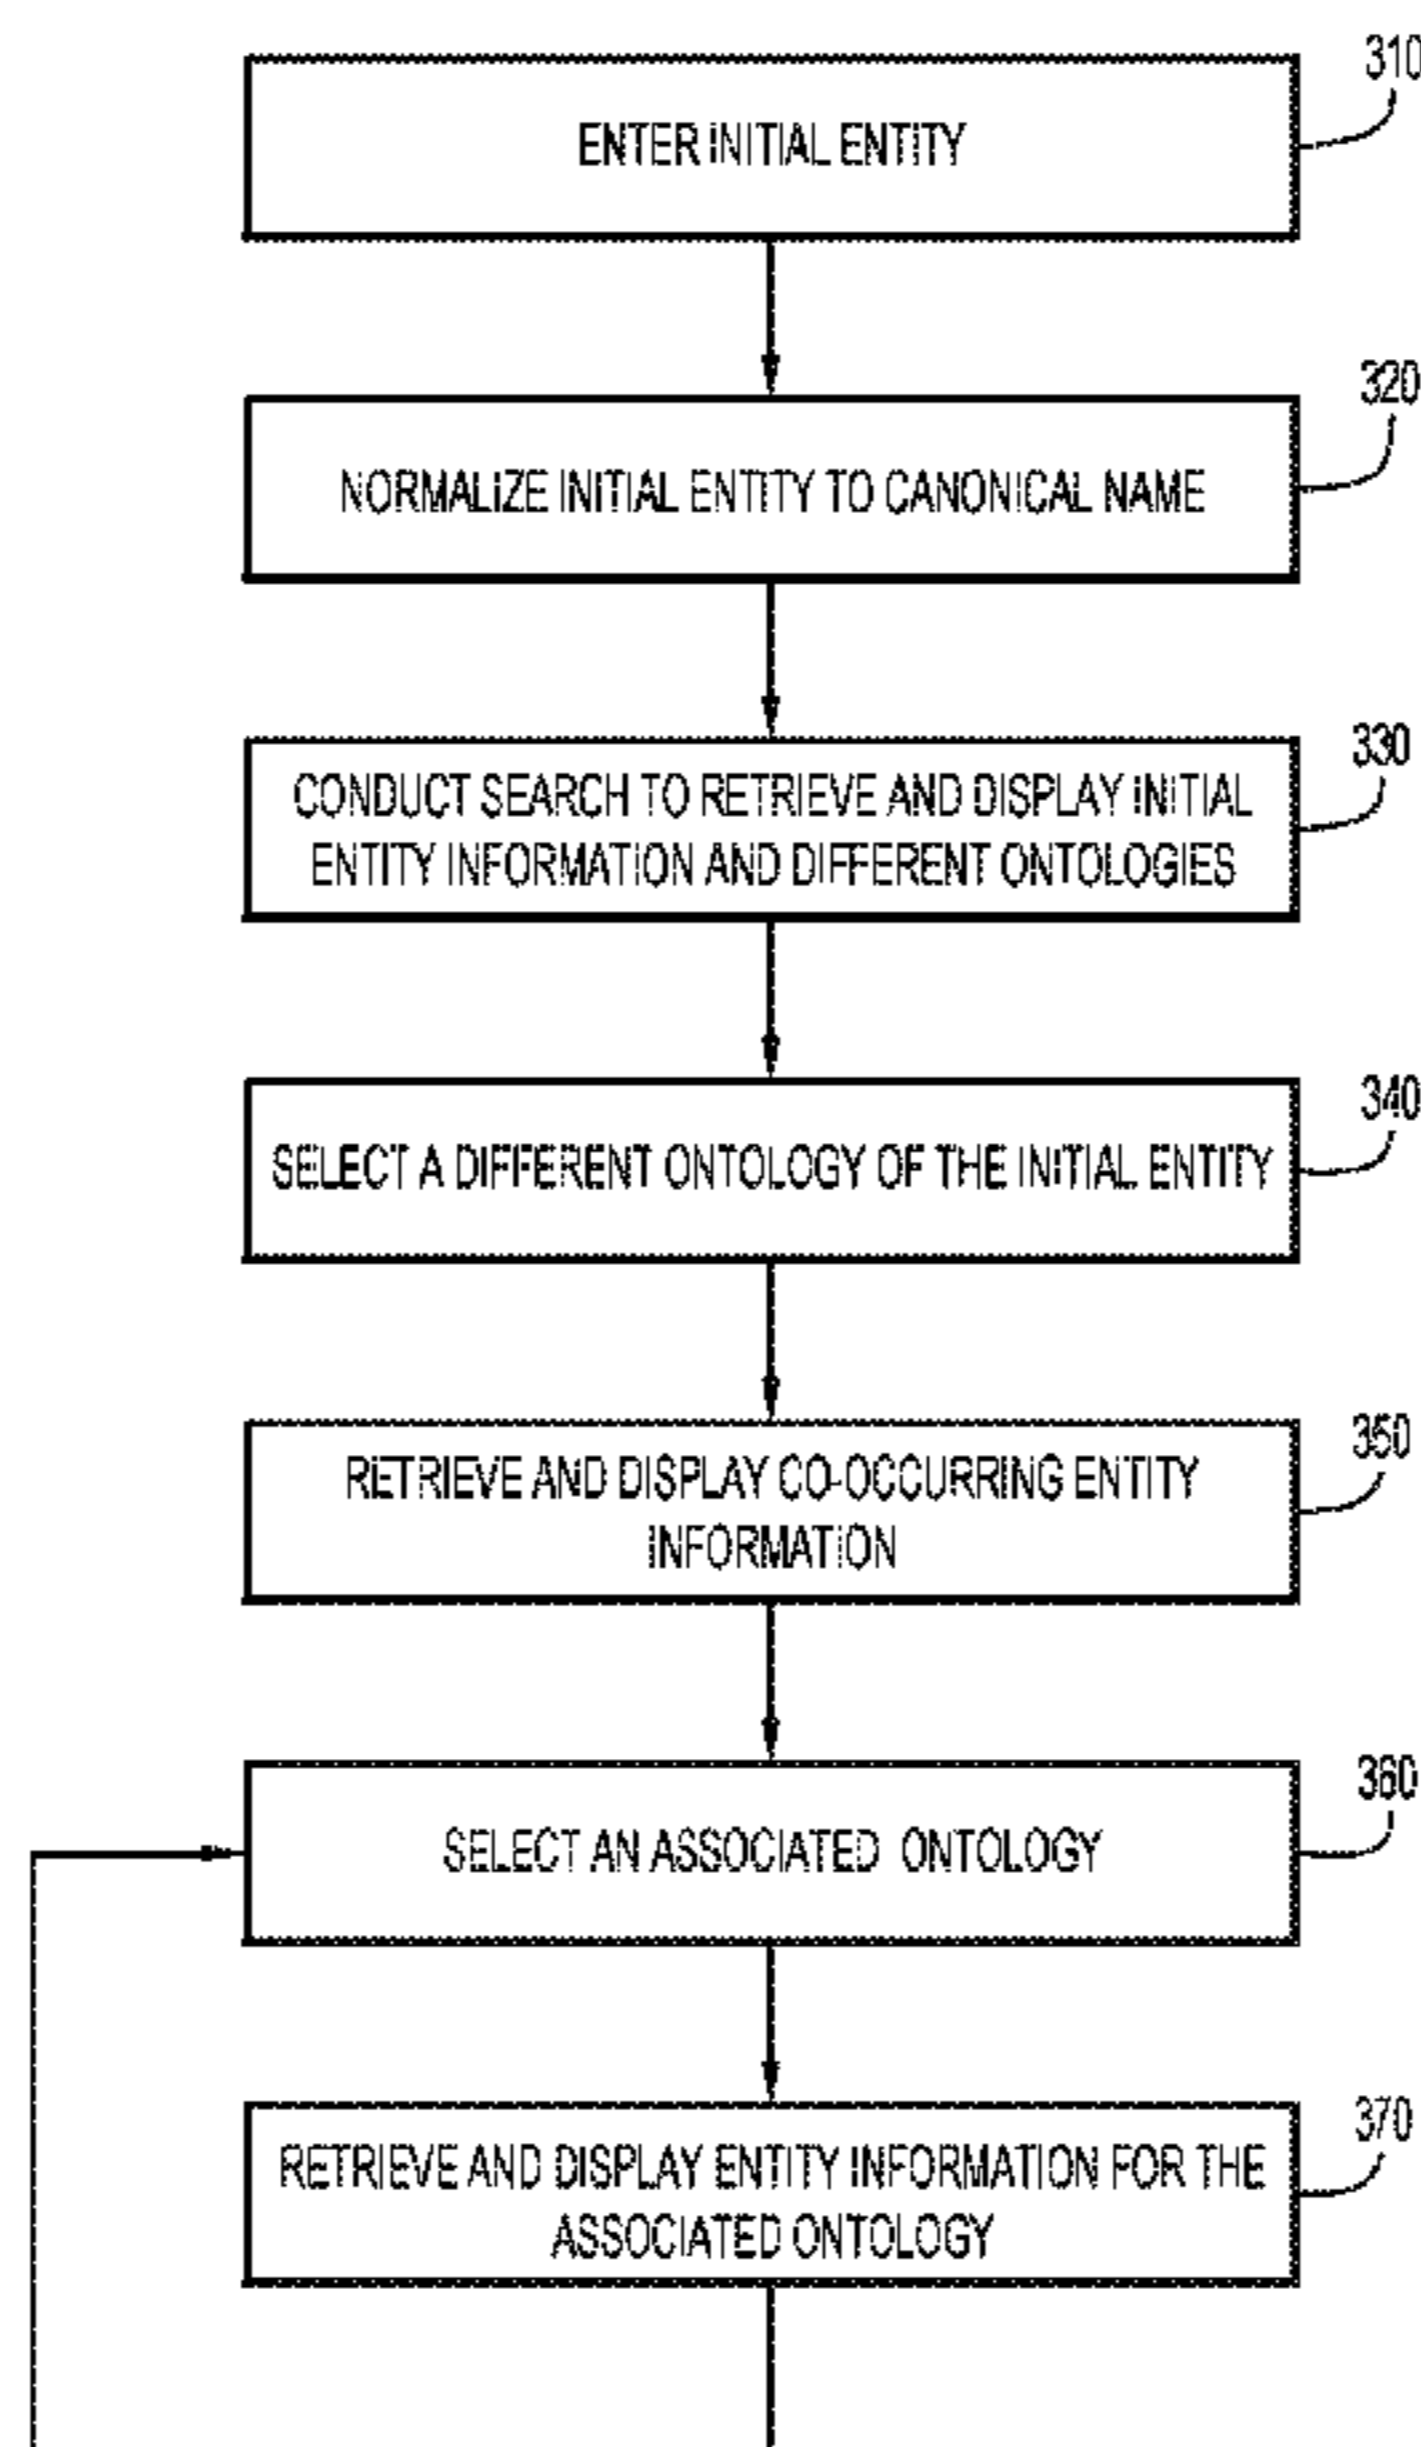 310
ENTER INITIAL ENTITY
320
NORMALIZE INITIAL ENTITY TO CANONICAL NAME
330
CONDUCT SEARCH TO RETRIEVE AND DISPLAY INITIAL
ENTITY INFORMATION AND DIFFERENT ONTOLOGIES
340
SELECT A DIFFERENT ONTOLOGY OF THE INITIAL ENTITY
350
RETRIEVE AND DISPLAY CO-OCCURRING ENTITY
INFORMATION
360
SELECT AN ASSOCIATED ONTOLOGY
370
RETRIEVE AND DISPLAY ENTITY INFORMATION FOR THE
ASSOCIATED ONTOLOGY